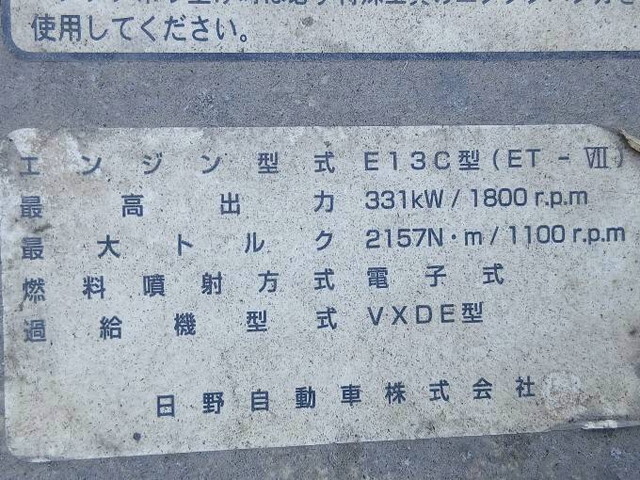 使用してください。
エンジン型式 E13C型(ET-Ⅶ)
最高出力 331kW/1800r.p.m
最大トルク 2157N·m/1100r.p.m
燃料噴射方式 電子式
過給機型式 VXDE型
日野自動車株式会社